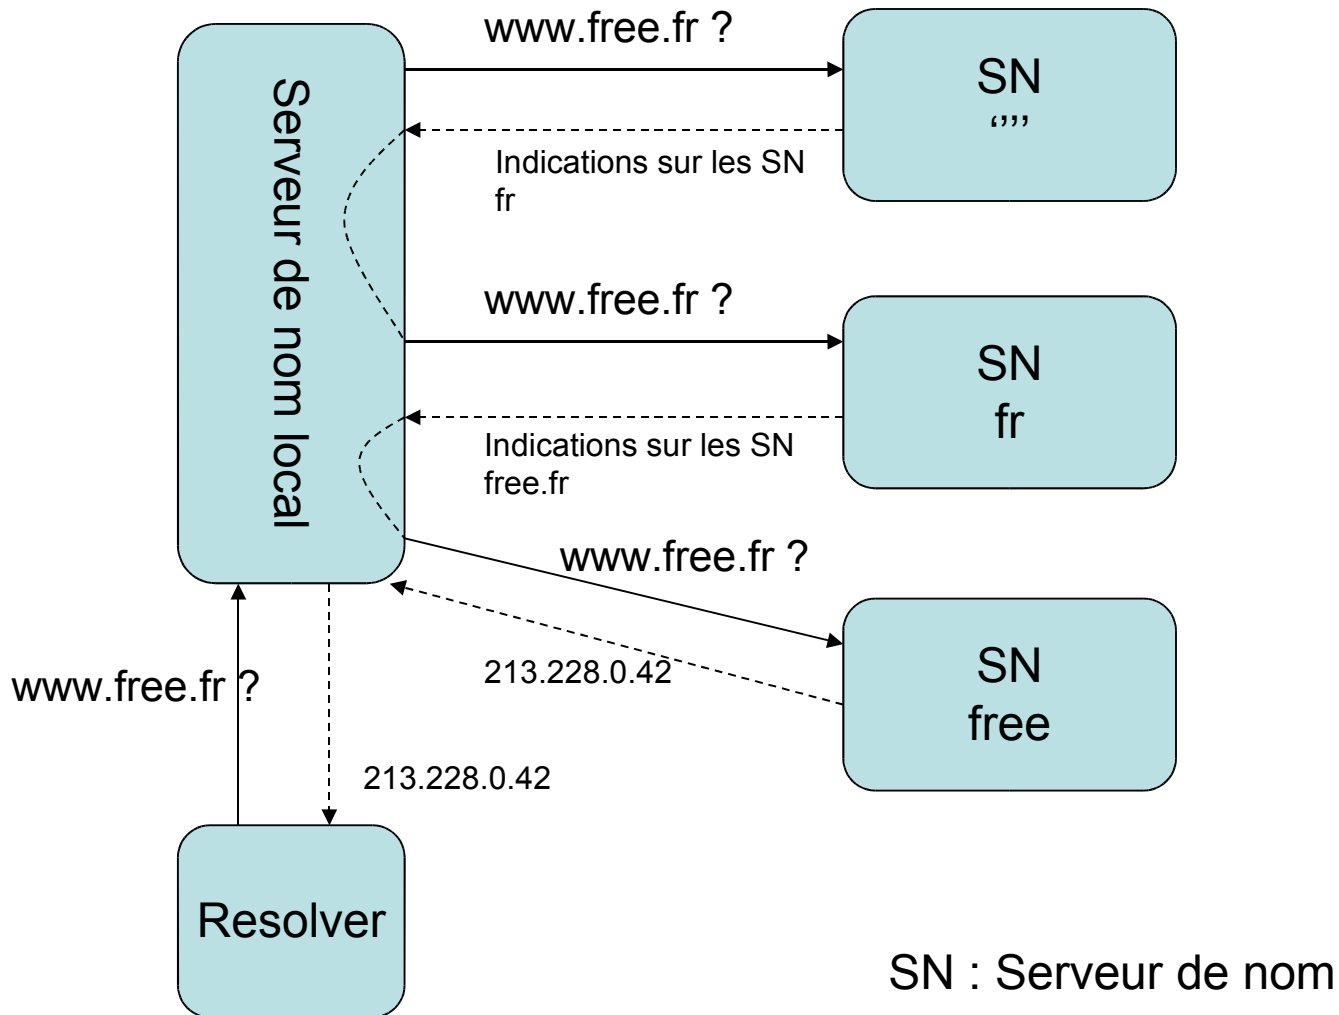 www.free.fr ?
SN
‘’’’
Indications sur les SN
fr
Serveur de nom local
www.free.fr ?
SN
fr
Indications sur les SN
free.fr
www.free.fr ?
SN
free
213.228.0.42
www.free.fr ?
213.228.0.42
Resolver
SN : Serveur de nom